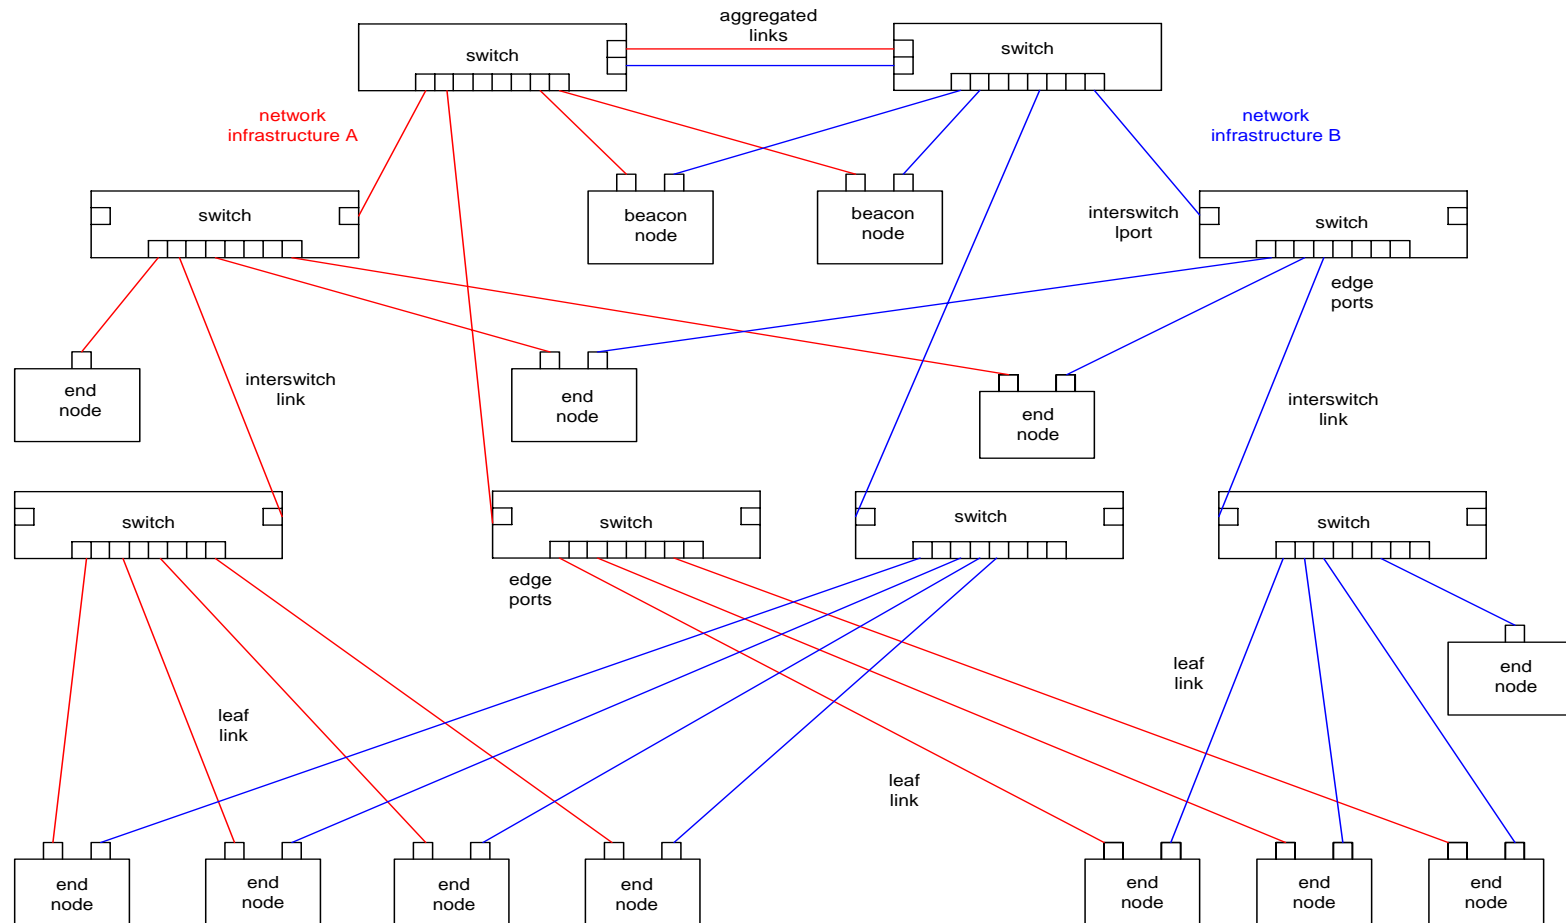 aggregated
links
switch
switch
network
infrastructure A
network
infrastructure B
switch
beacon
node
beacon
node
interswitch
lport
switch
edge
ports
end
node
interswitch
link
end
node
end
node
interswitch
link
switch
switch
switch
switch
edge
ports
leaf
link
leaf
link
end
node
leaf
link
end
node
end
node
end
node
end
node
end
node
end
node
end
node